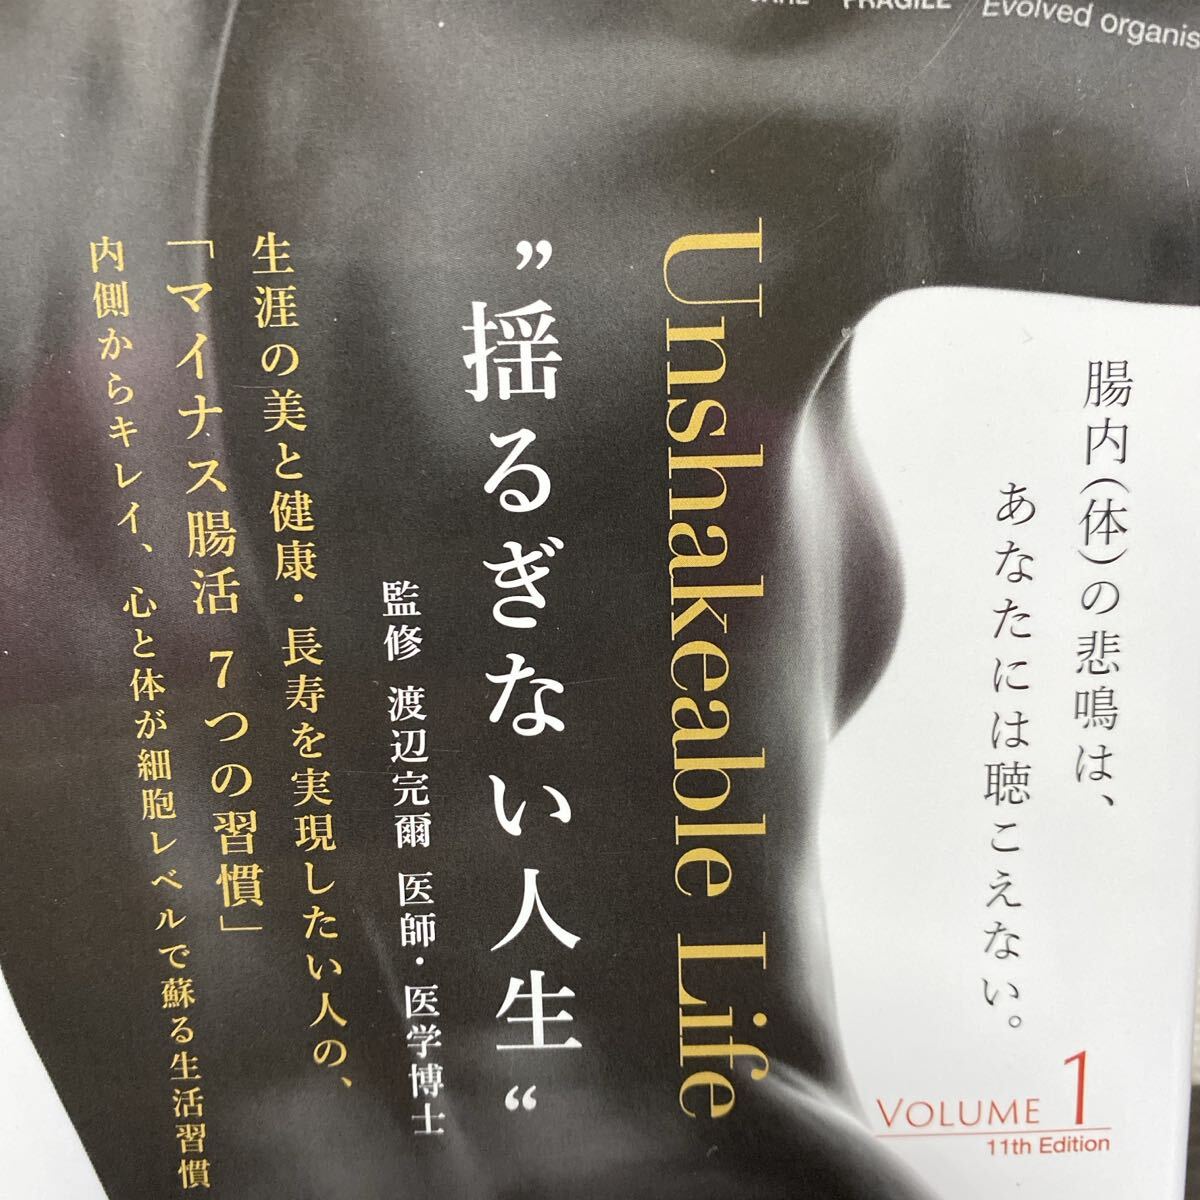 FRAGILE Evolved
腸内(体)の悲鳴は、
あなたには聴こえない。
VOLUME 1
11th Edition
Unshakeable Life
”揺るぎない人生“
監修 渡辺完爾 医師・医学博士
生涯の美と健康・長寿を実現したい人の、
「マイナス腸活 7つの習慣」
内側からキレイ、心と体が細胞レベルで蘇る生活習慣